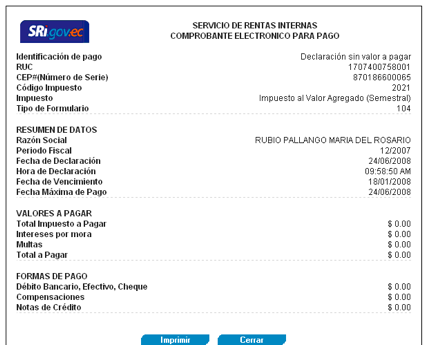 SRi gov.ec
SERVICIO DE RENTAS INTERNAS
COMPROBANTE ELECTRONICO PARA PAGO
Identificación de pago Declaración sin valor a pagar
RUC 1707400758001
CEP#(Número de Serie) 870186600065
Código Impuesto 2021
Impuesto Impuesto al Valor Agregado (Semestral)
Tipo de Formulario 104
RESUMEN DE DATOS
Razón Social RUBIO PALLANGO MARIA DEL ROSARIO
Periodo Fiscal 12/2007
Fecha de Declaración 24/06/2008
Hora de Declaración 09:58:50 AM
Fecha de Vencimiento 18/01/2008
Fecha Máxima de Pago 24/06/2008
VALORES A PAGAR
Total Impuesto a Pagar $ 0.00
Intereses por mora $ 0.00
Multas $ 0.00
Total a Pagar $ 0.00
FORMAS DE PAGO
Débito Bancario, Efectivo, Cheque $ 0.00
Compensaciones $ 0.00
Notas de Crédito $ 0.00
Imprimir Cerrar